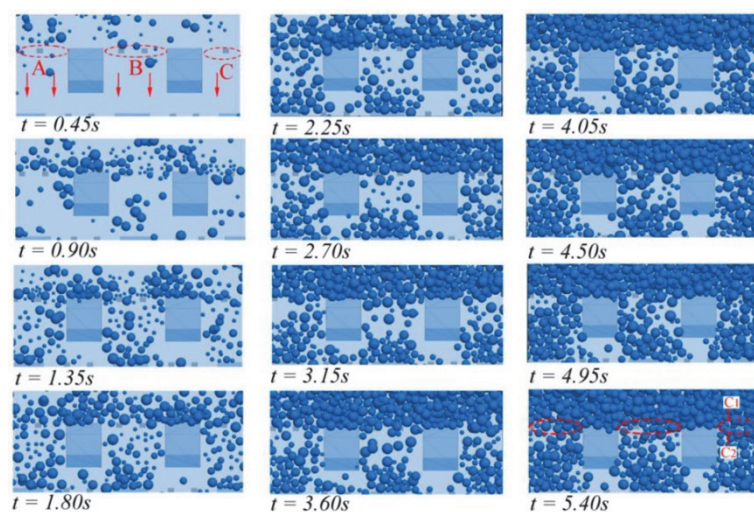 A
B
C
t = 0.45s
t = 2.25s
t = 4.05s
t = 0.90s
t = 2.70s
t = 4.50s
t = 1.35s
t = 3.15s
t = 4.95s
C1
C2
t = 1.80s
t = 3.60s
t = 5.40s